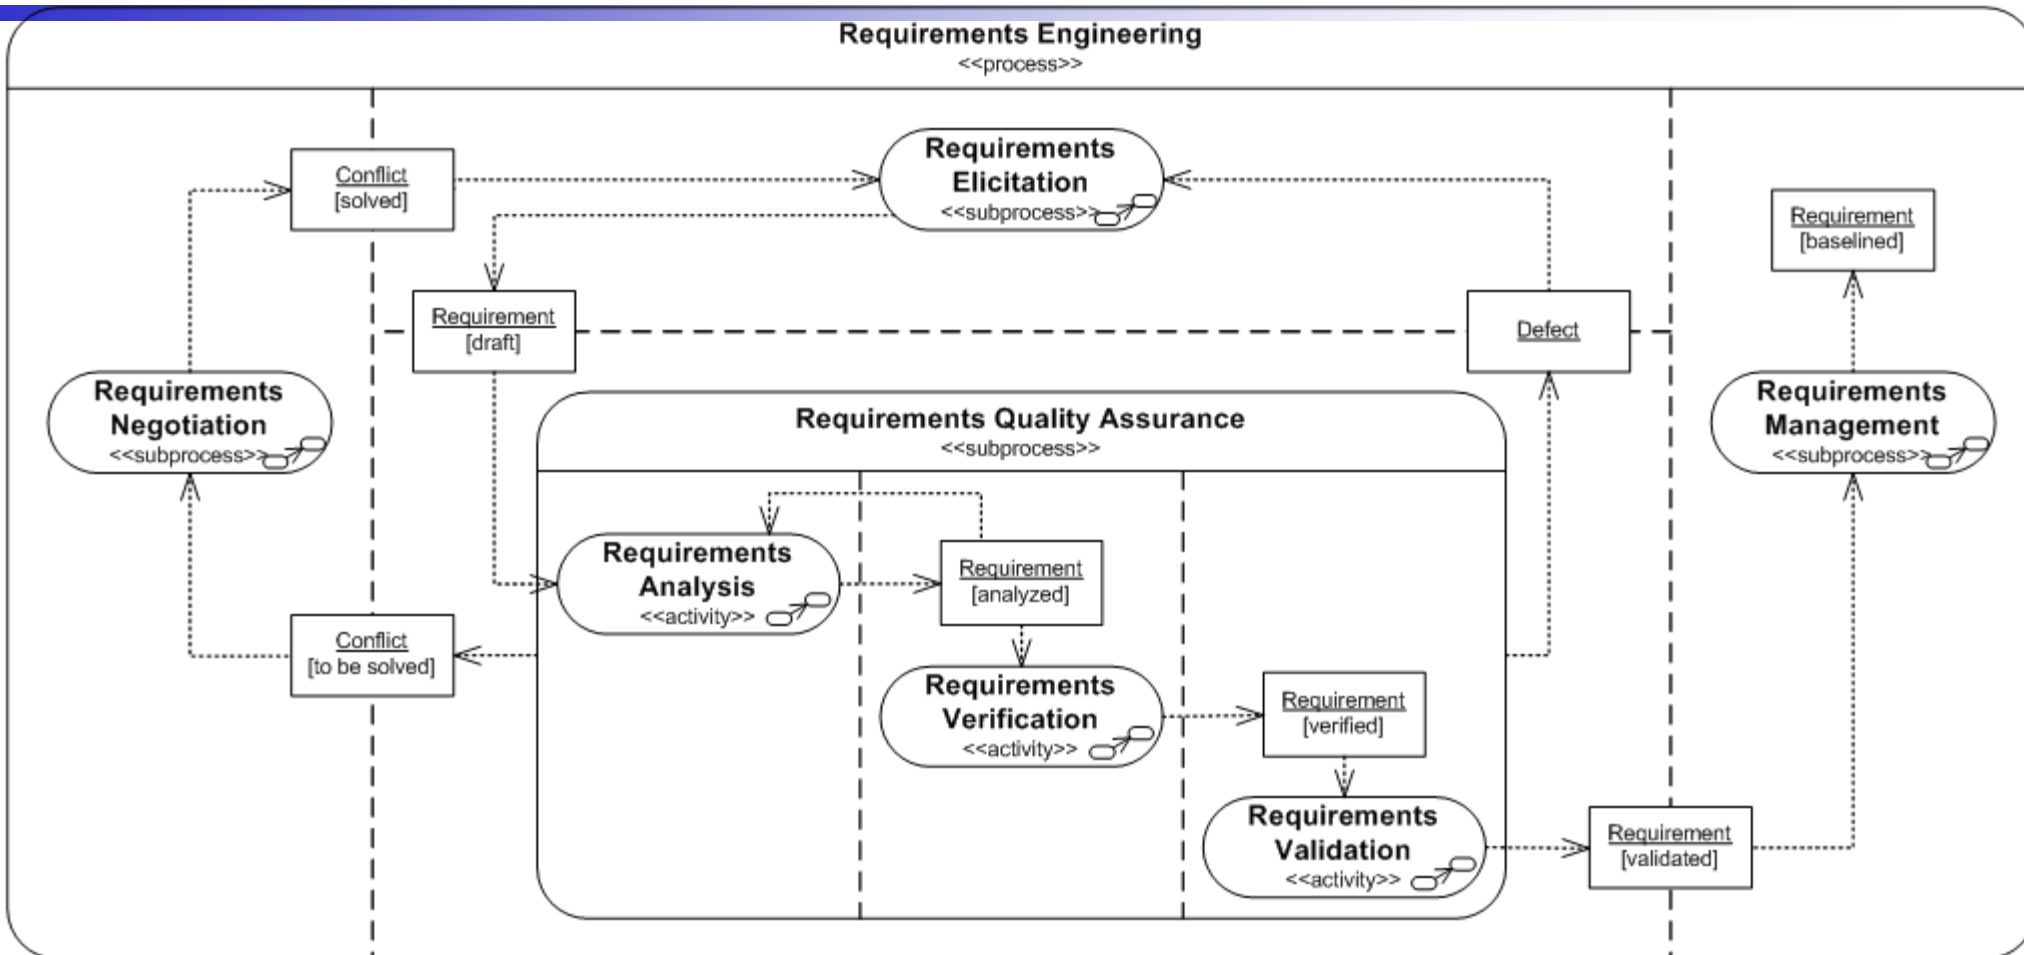 Requirements Engineering
<<process>>
Requirements
Elicitation
<<subprocess>>
Conflict
[solved]
Requirement
[baselined]
Requirement
[draft]
Defect
Requirements
Negotiation
<<subprocess>>
Requirements
Management
<<subprocess>>
Requirements Quality Assurance
<<subprocess>>
Requirements
Analysis
<<activity>>
Requirement
[analyzed]
Conflict
[to be solved]
Requirements
Verification
<<activity>>
Requirement
[verified]
Requirements
Validation
<<activity>>
Requirement
[validated]